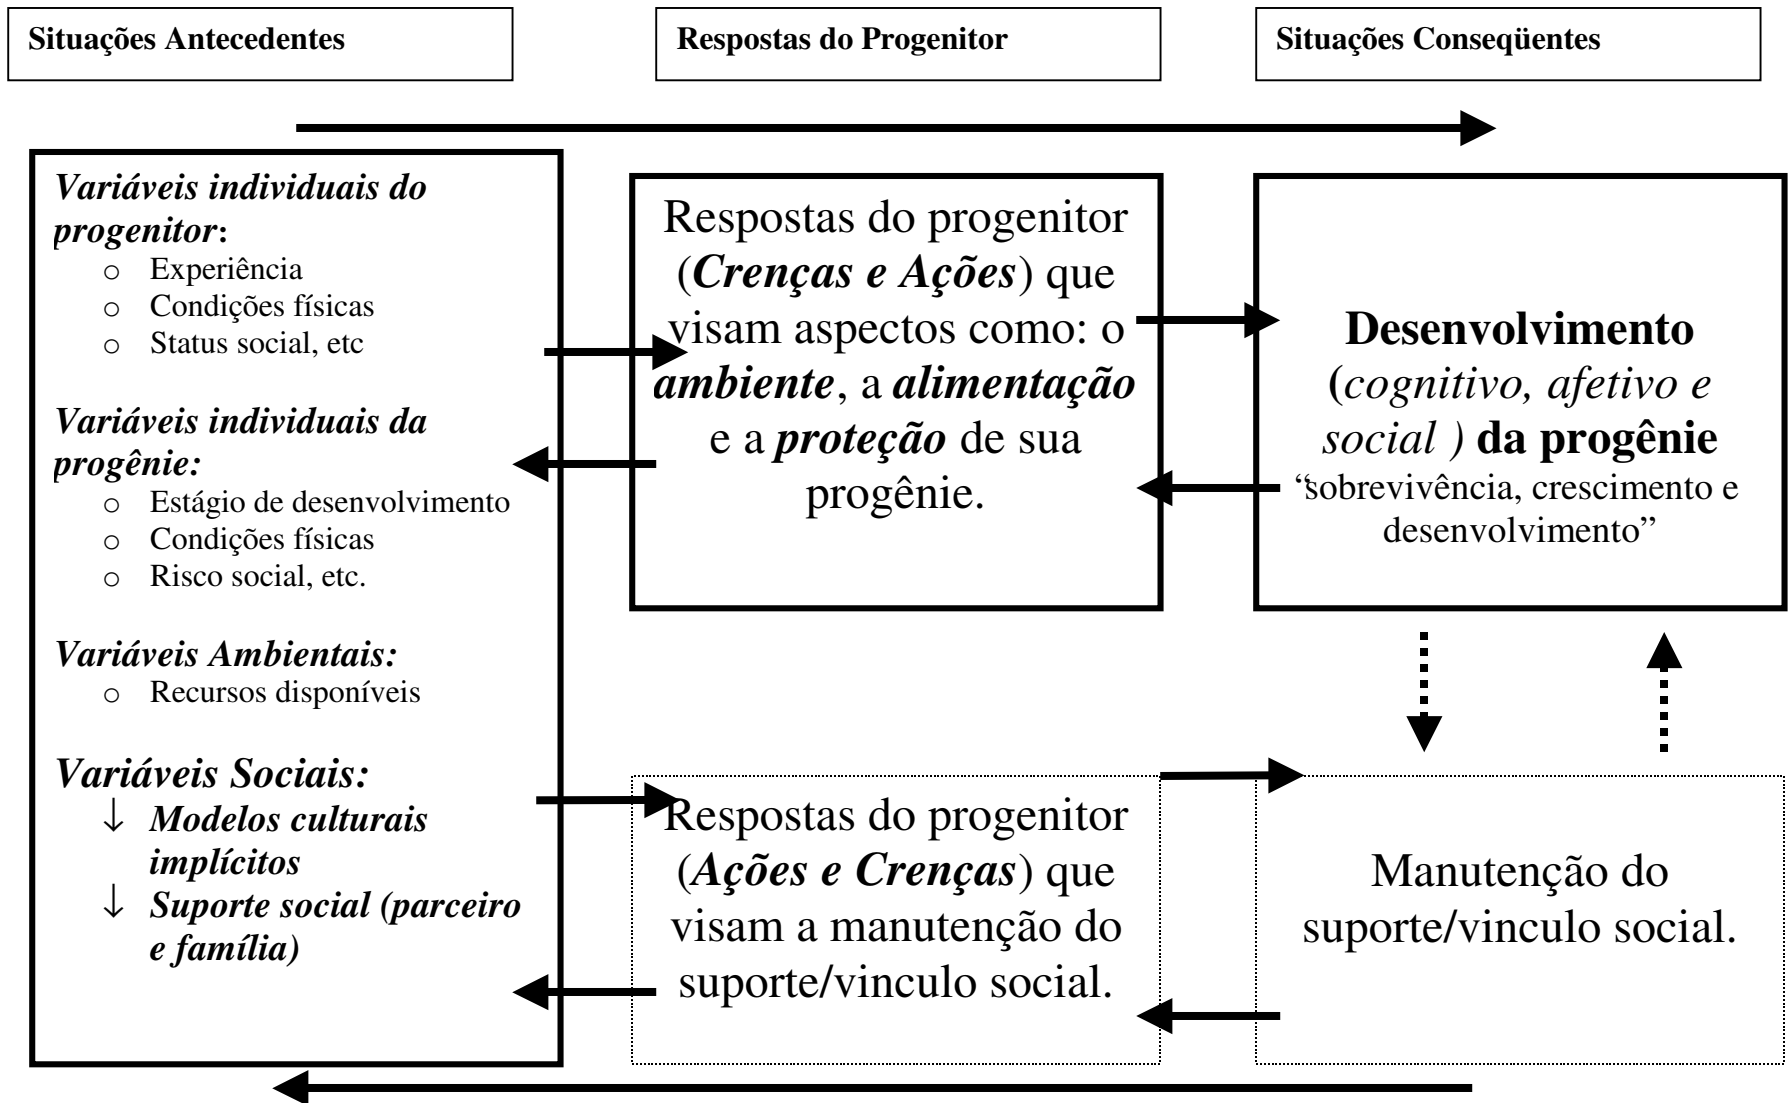 Situações Antecedentes
Respostas do Progenitor
Situações Conseqüentes
Variáveis individuais do
progenitor:
o Experiência
o Condições físicas
o Status social, etc
Variáveis individuais da
progênie:
o Estágio de desenvolvimento
o Condições físicas
o Risco social, etc.
Variáveis Ambientais:
o Recursos disponíveis
Variáveis Sociais:
↓ Modelos culturais
implícitos
↓ Suporte social (parceiro
e família)
Respostas do progenitor
(Crenças e Ações) que
visam aspectos como: o
ambiente, a alimentação
e a proteção de sua
progênie.
Desenvolvimento
(cognitivo, afetivo e
social ) da progênie
“sobrevivência, crescimento e
desenvolvimento”
Respostas do progenitor
(Ações e Crenças) que
visam a manutenção do
suporte/vinculo social.
Manutenção do
suporte/vinculo social.